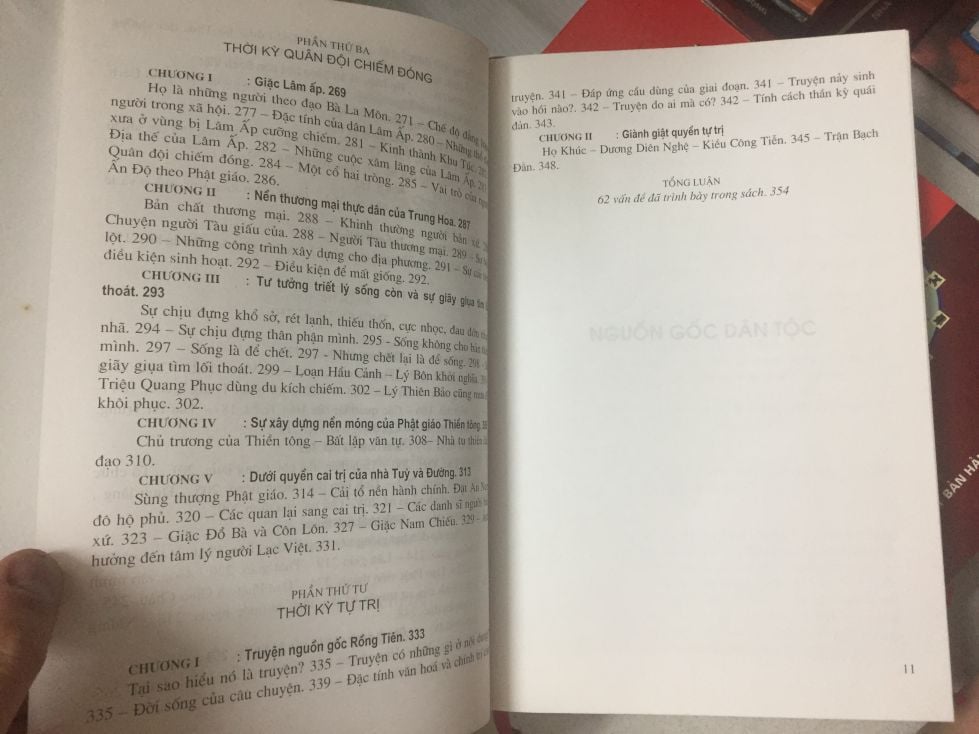 PHẦN THỨ BA
THỜI KỲ QUÂN ĐỘI CHIẾM ĐÓNG
CHƯƠNG I : Giặc Lâm ấp. 269
Họ là những người theo đạo Bà La Môn. 271 – Chế độ đẳng
người trong xã hội. 277 – Đặc tính của dân Lâm Ấp. 280 – Những
xưa ở vùng bị Lâm Ấp cưỡng chiếm. 281 – Kinh thành Khu Túc.
Địa thế của Lâm Ấp. 282 – Những cuộc xâm lăng của Lâm Ấp.
Quân đội chiếm đóng. 284 – Một cổ hai tròng. 285 – Vai trò của
Ấn Độ theo Phật giáo. 286.
CHƯƠNG II : Nền thương mại thực dân của Trung Hoa. 287
Bản chất thương mại. 288 – Khinh thường người bản xứ.
Chuyện người Tàu giấu của. 288 – Người Tàu thương mại. 289 –
lột. 290 – Những công trình xây dựng cho địa phương. 291 – Sự
điều kiện sinh hoạt. 292 – Điều kiện để mất giống. 292.
CHƯƠNG III : Tư tưởng triết lý sống còn và sự giãy giụa tìm
thoát. 293
Sự chịu đựng khổ sở, rét lạnh, thiếu thốn, cực nhọc, đau đớn
nhã. 294 – Sự chịu đựng thân phận mình. 295 - Sống không cho
mình. 297 – Sống là để chết. 297 - Nhưng chết lại là để sống. 298 -
giãy giụa tìm lối thoát. 299 – Loạn Hầu Cảnh – Lý Bôn khởi nghĩa.
Triệu Quang Phục dùng du kích chiếm. 302 – Lý Thiên Bảo cũng
khôi phục. 302.
CHƯƠNG IV : Sự xây dựng nền móng của Phật giáo Thiền tông.
Chủ trương của Thiền tông – Bất lập văn tự. 308– Nhà tu thiền
đạo 310.
CHƯƠNG V : Dưới quyền cai trị của nhà Tuỳ và Đường. 313
Sùng thượng Phật giáo. 314 – Cải tổ nền hành chính. Đặt An
đô hộ phủ. 320 – Các quan lại sang cai trị. 321 – Các danh sĩ người
xứ. 323 – Giặc Đồ Bà và Côn Lôn. 327 – Giặc Nam Chiếu. 329 –
hưởng đến tâm lý người Lạc Việt. 331.
PHẦN THỨ TƯ
THỜI KỲ TỰ TRỊ
CHƯƠNG I : Truyện nguồn gốc Rồng Tiên. 333
Tại sao hiểu nó là truyện? 335 – Truyện có những gì ở nội
335 – Đời sống của câu chuyện. 339 – Đặc tính văn hoá và chính trị
truyện. 341 – Đáp ứng cầu dùng của giai đoạn. 341 – Truyện nảy sinh
vào hồi nào?. 342 – Truyện do ai mà có? 342 – Tính cách thần kỳ quái
đản. 343.
CHƯƠNG II : Giành giật quyền tự trị
Họ Khúc – Dương Diên Nghệ – Kiều Công Tiễn. 345 – Trận Bạch
Đằn. 348.
TỔNG LUẬN
62 vấn đề đã trình bày trong sách. 354
NGUỒN GỐC DÂN TỘC
11
BẢN HÀN